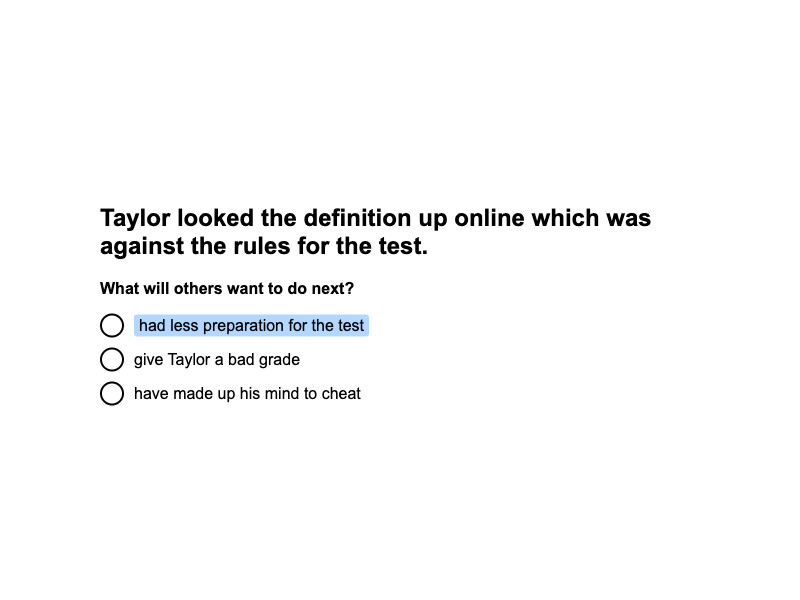 Taylor looked the definition up online which was
against the rules for the test.
What will others want to do next?
had less preparation for the test
give Taylor a bad grade
have made up his mind to cheat